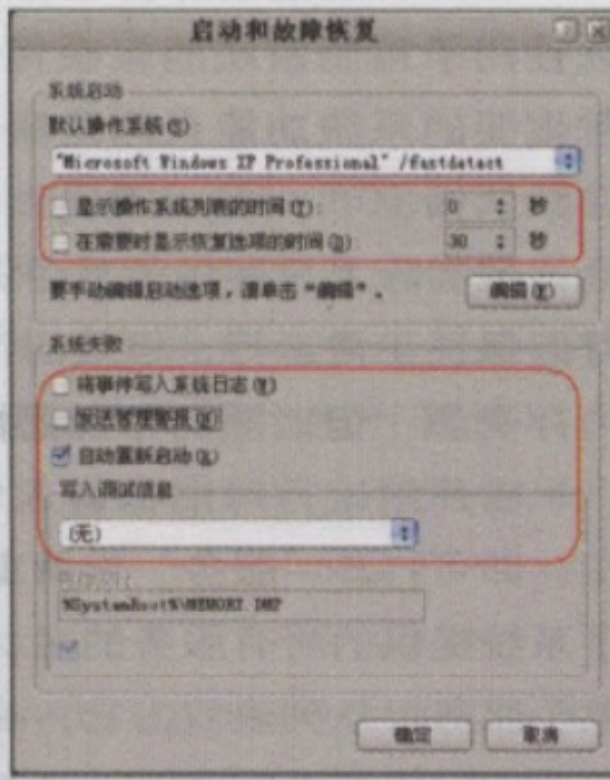 启动和故障恢复
系统启动
默认操作系统(S):
"Microsoft Windows XP Professional" /fastdetect
显示操作系统列表的时间(T): 0 秒
在需要时显示恢复选项的时间(D): 30 秒
要手动编辑启动选项，请单击“编辑”。 编辑(E)
系统失败
将事件写入系统日志(W)
发送管理警报(N)
自动重新启动(R)
写入调试信息
(无)
%SystemRoot%\MEMORY.DMP
确定 取消